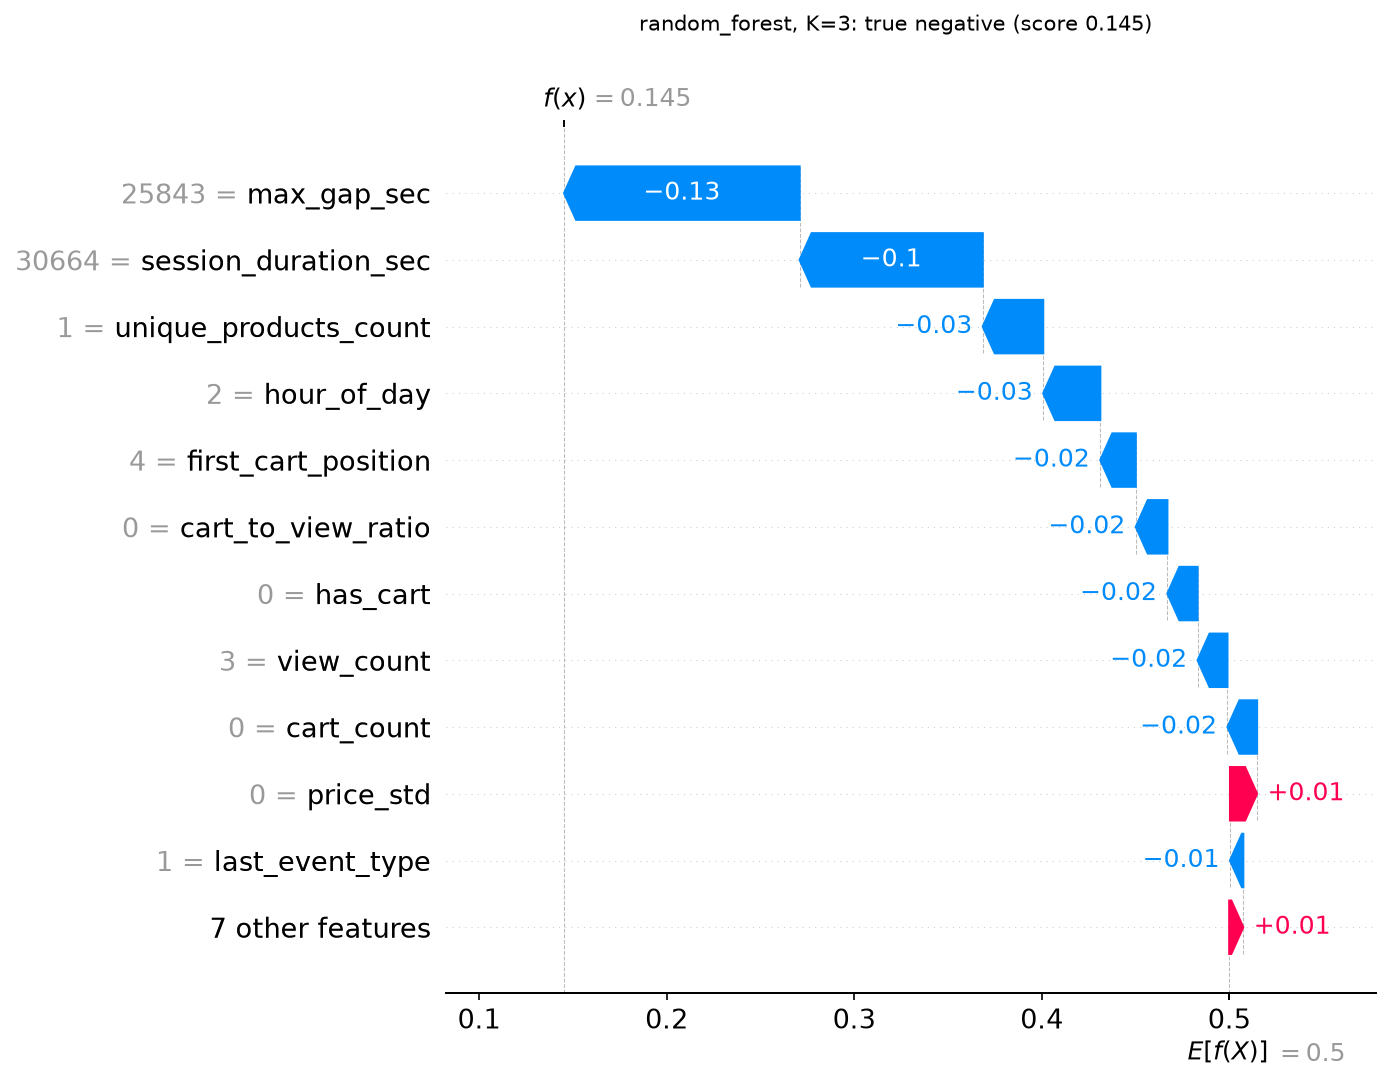 random_forest, K=3: true negative (score 0.145)
f(x) = 0.145
25843 = max_gap_sec −0.13
30664 = session_duration_sec −0.1
1 = unique_products_count −0.03
2 = hour_of_day −0.03
4 = first_cart_position −0.02
0 = cart_to_view_ratio −0.02
0 = has_cart −0.02
3 = view_count −0.02
0 = cart_count −0.02
0 = price_std +0.01
1 = last_event_type −0.01
7 other features +0.01
0.1 0.2 0.3 0.4 0.5
E[f(X)] = 0.5